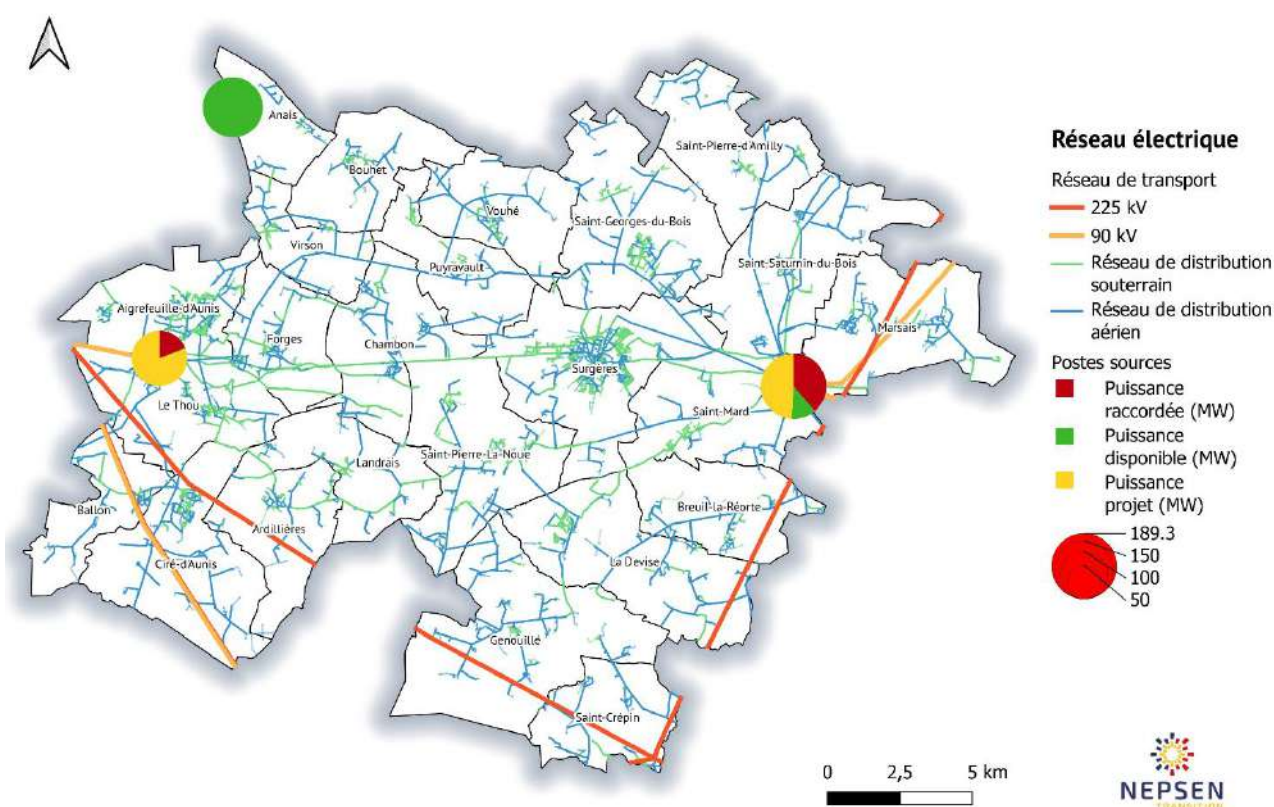 Anais
Saint-Pierre-d'Amilly
Bouhet
Vouhé
Saint-Georges-du-Bois
Virson
Puyravault
Saint-Saturnin-du-Bois
Aigrefeuille-d'Aunis
Marsais
Forges
Chambon
Surgères
Le Thou
Saint-Mard
Saint-Pierre-La-Noue
Landrais
Ballon
Breuil-la-Réorte
Ardillières
Ciré-d'Aunis
La Devise
Genouillé
Saint-Crépin
Réseau électrique
Réseau de transport
225 kV
90 kV
Réseau de distribution
souterrain
Réseau de distribution
aérien
Postes sources
Puissance
raccordée (MW)
Puissance
disponible (MW)
Puissance
projet (MW)
189.3
150
100
50
0 2,5 5 km
NEPSEN
TRANSITION